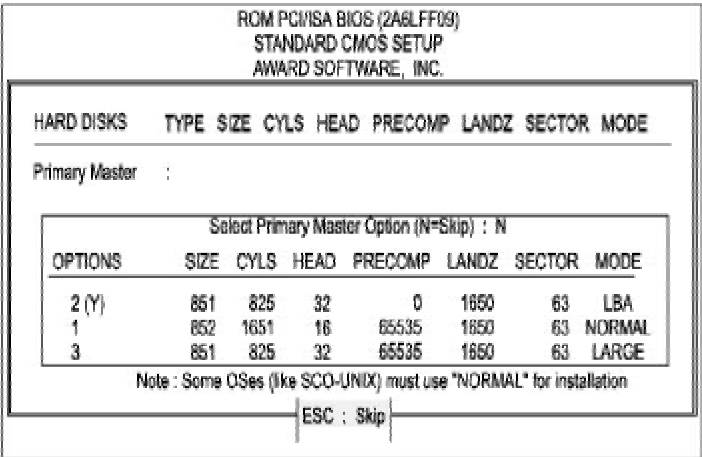 ROM PCI/ISA BIOS (2A6LFF09)
STANDARD CMOS SETUP
AWARD SOFTWARE, INC.
HARD DISKS TYPE SIZE CYLS HEAD PRECOMP LANDZ SECTOR MODE
Primary Master :
Select Primary Master Option (N=Skip) : N
OPTIONS SIZE CYLS HEAD PRECOMP LANDZ SECTOR MODE
2 (Y) 851 825 32 0 1650 63 LBA
1 852 1651 16 65535 1650 63 NORMAL
3 851 825 32 65535 1650 63 LARGE
Note : Some OSes (like SCO-UNIX) must use "NORMAL" for installation
ESC : Skip